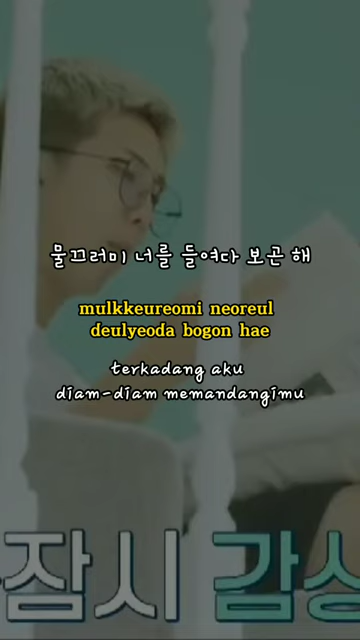 물끄러미 너를 들여다 보곤 해
mulkkeureomi neoreul
deulyeoda bogon hae
terkadang aku
diam-diam memandangimu
잠시 감상